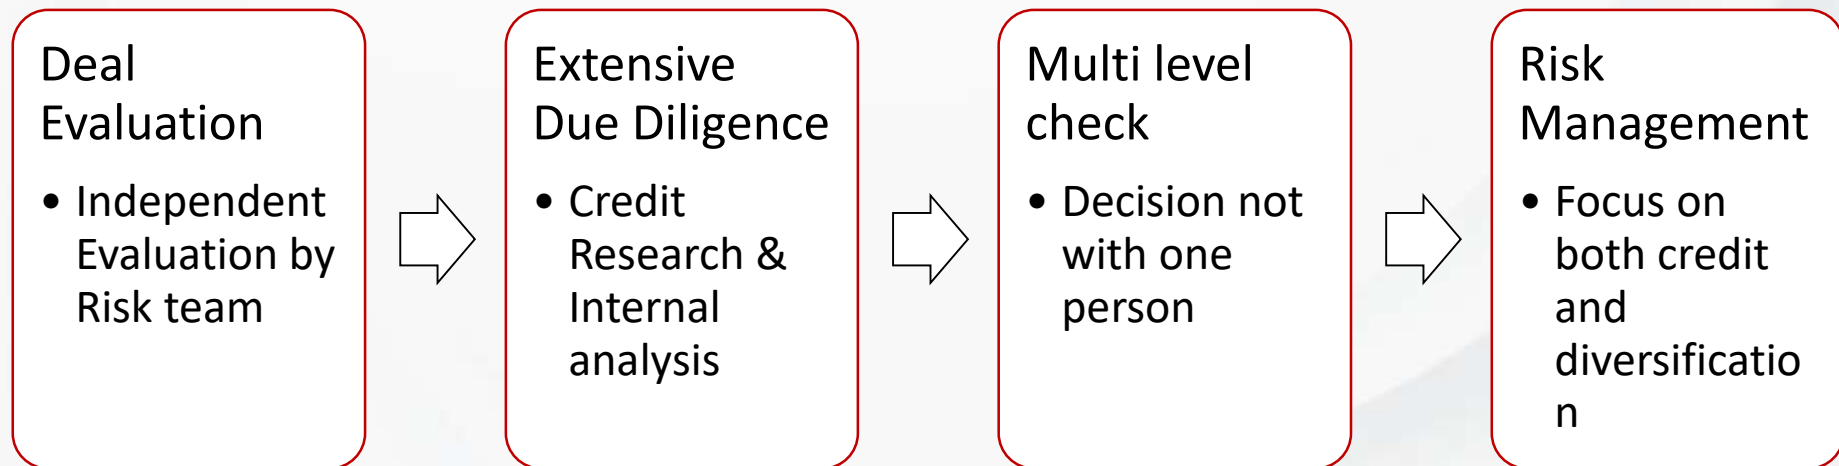 Deal
Evaluation
• Independent
Evaluation by
Risk team
Extensive
Due Diligence
• Credit
Research &
Internal
analysis
Multi level
check
• Decision not
with one
person
Risk
Management
• Focus on
both credit
and
diversificatio
n